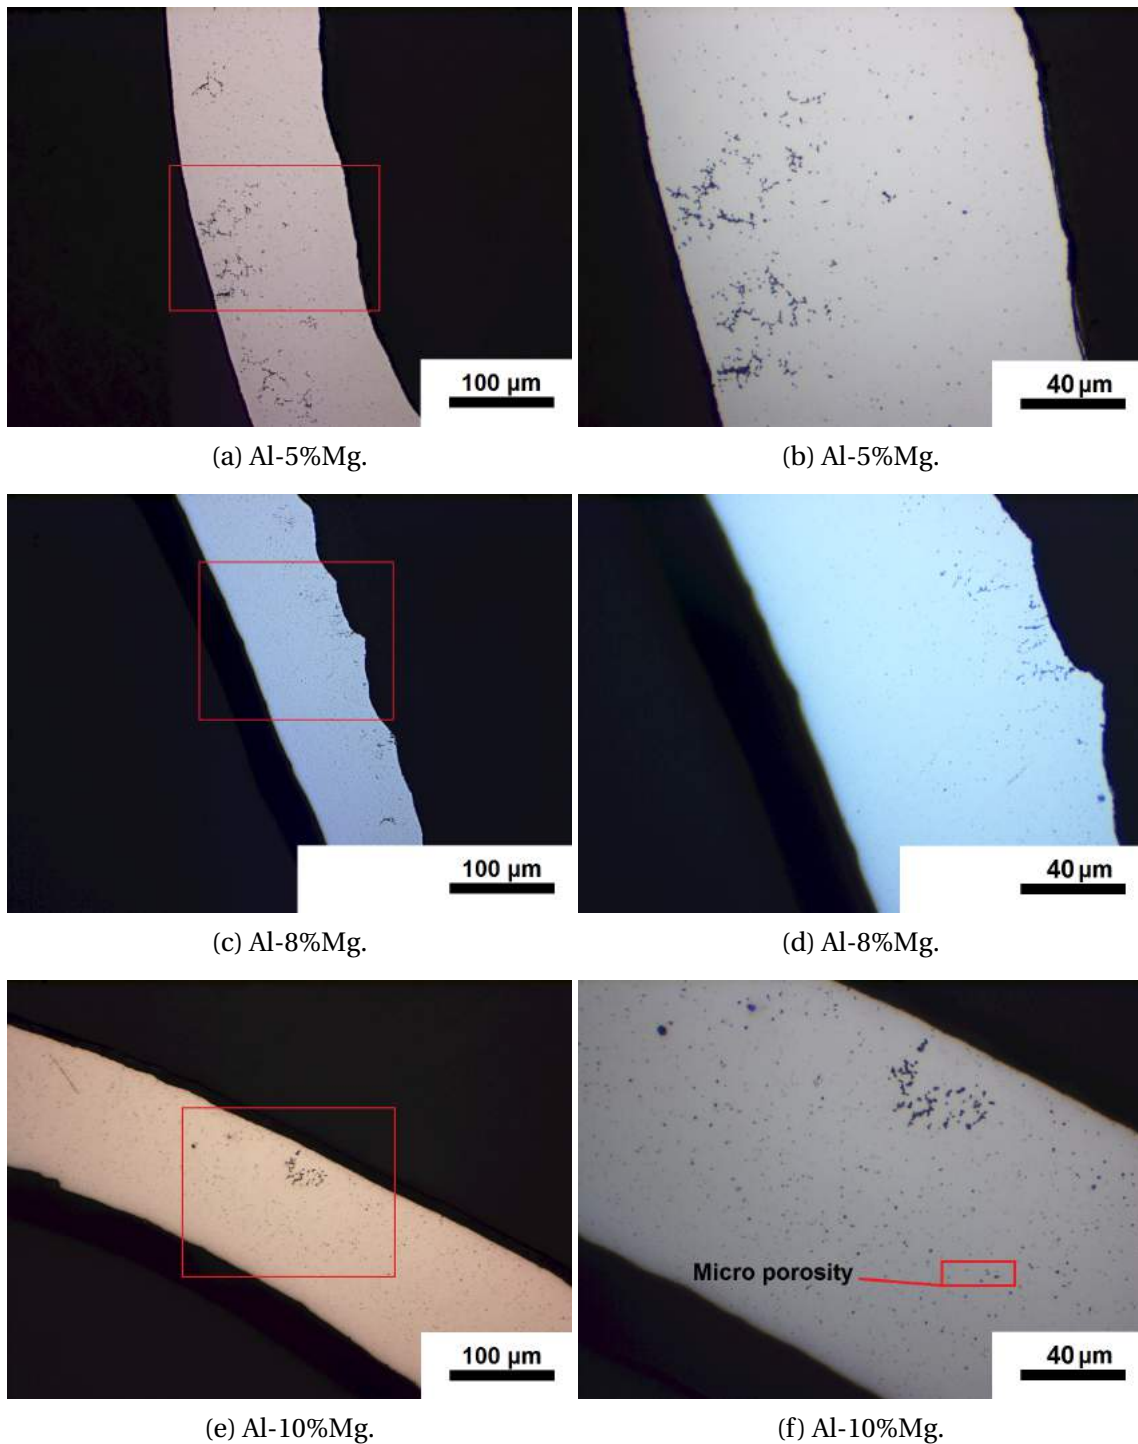 100 µm
40 µm
(a) Al-5%Mg.
(b) Al-5%Mg.
100 µm
40 µm
(c) Al-8%Mg.
(d) Al-8%Mg.
Micro porosity
100 µm
40 µm
(e) Al-10%Mg.
(f) Al-10%Mg.